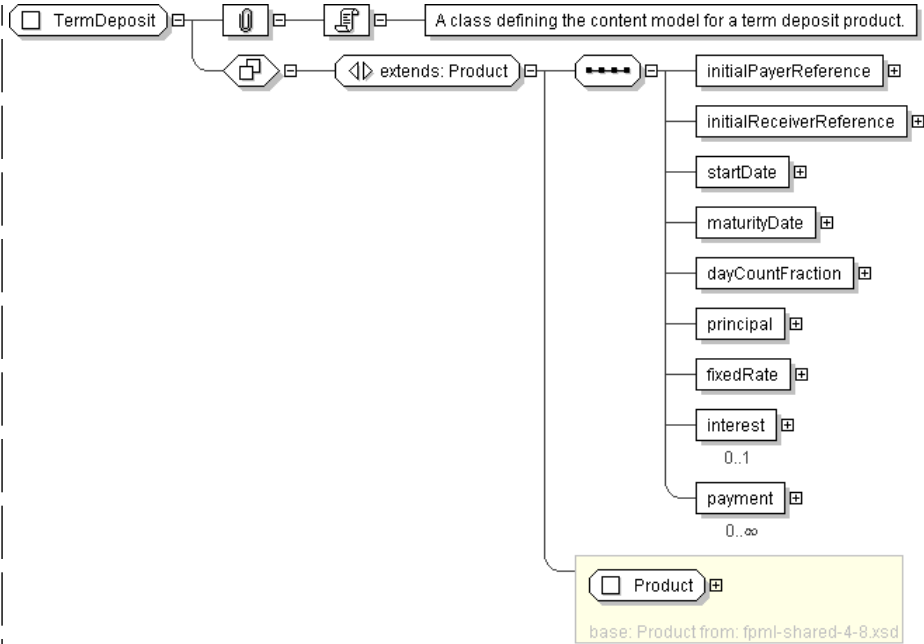 TermDeposit
A class defining the content model for a term deposit product.
extends: Product
initialPayerReference
initialReceiverReference
startDate
maturityDate
dayCountFraction
principal
fixedRate
interest
0..1
payment
0..∞
Product
base: Product from: fpml-shared-4-8.xsd